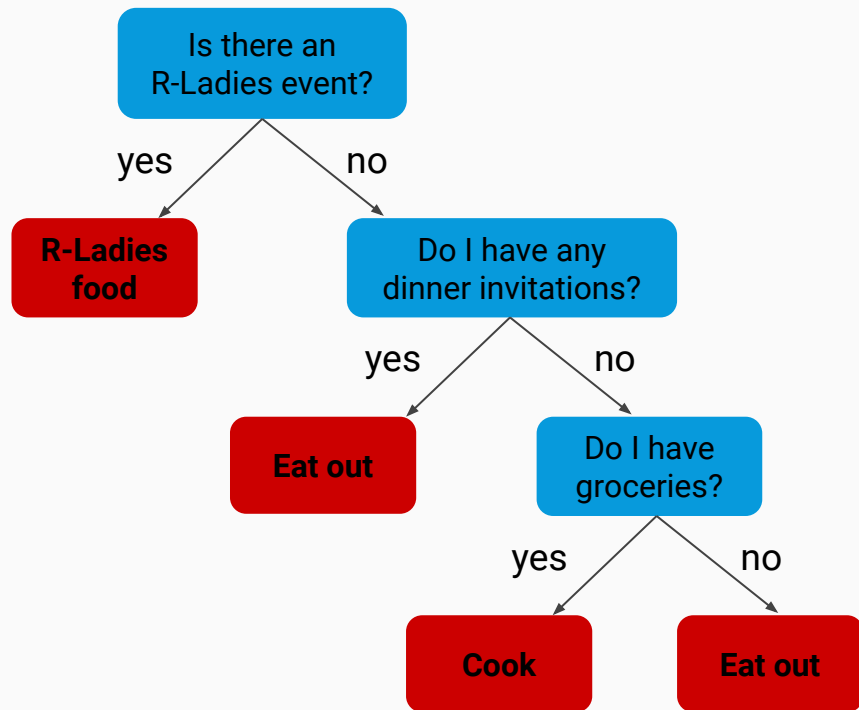 Is there an
R-Ladies event?
yes
no
R-Ladies
food
Do I have any
dinner invitations?
yes
no
Eat out
Do I have
groceries?
yes
no
Cook
Eat out